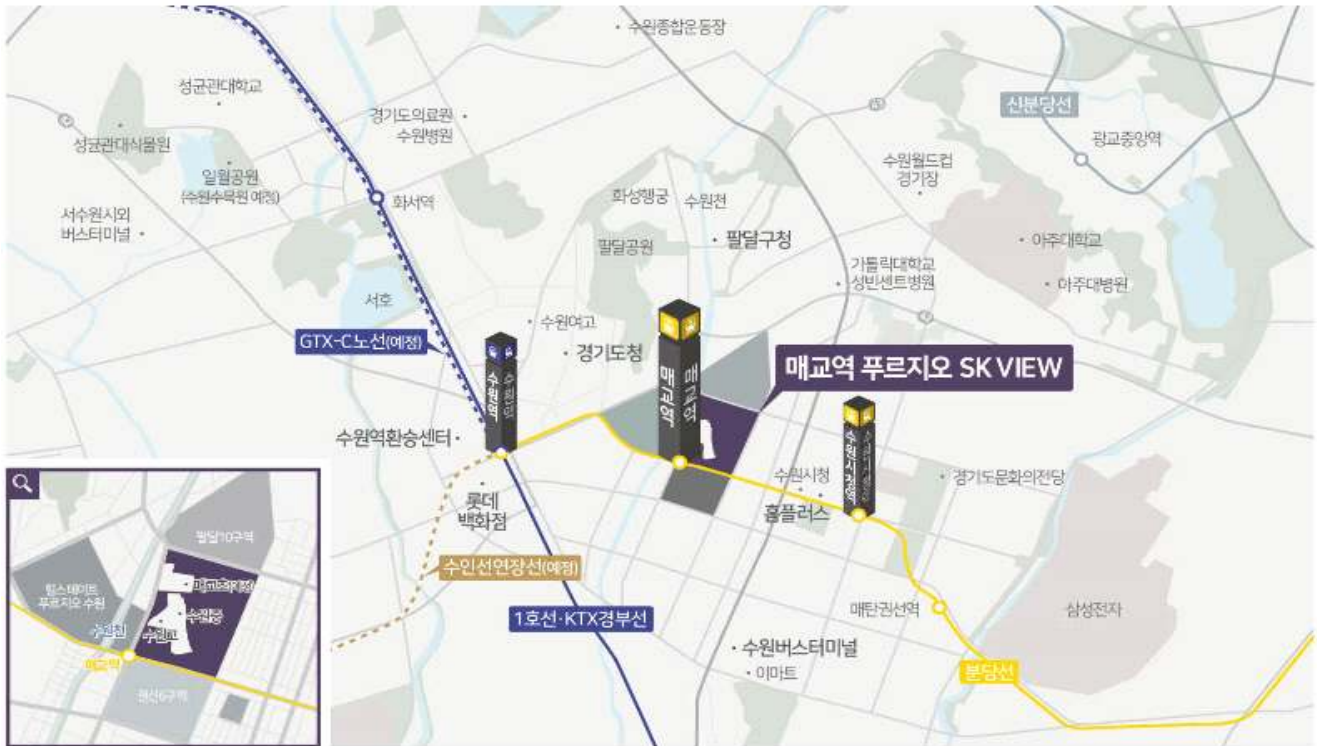 수원종합운동장
성균관대학교
경기도의료원
수원병원
성균관대식물원
일월공원
(수원수목원 예정)
화서역
서수원시외
버스터미널
서호
화성행궁
수원천
팔달공원
팔달구청
신분당선
광교중앙역
수원월드컵
경기장
아주대학교
아주대병원
가톨릭대학교
성빈센트병원
GTX-C노선(예정)
수원여고
경기도청
수원역
수원역
매교역
매교역
매교역 푸르지오 SK VIEW
수원역환승센터
수원시청역
수원시청역
수원시청
홈플러스
경기도문화의전당
롯데
백화점
수인선연장선(예정)
1호선·KTX경부선
매탄권선역
삼성전자
수원버스터미널
이마트
분당선
팔달10구역
힐스테이트
푸르지오 수원
매교초(예정)
수원중
수원고
수원천
매교역
권선6구역